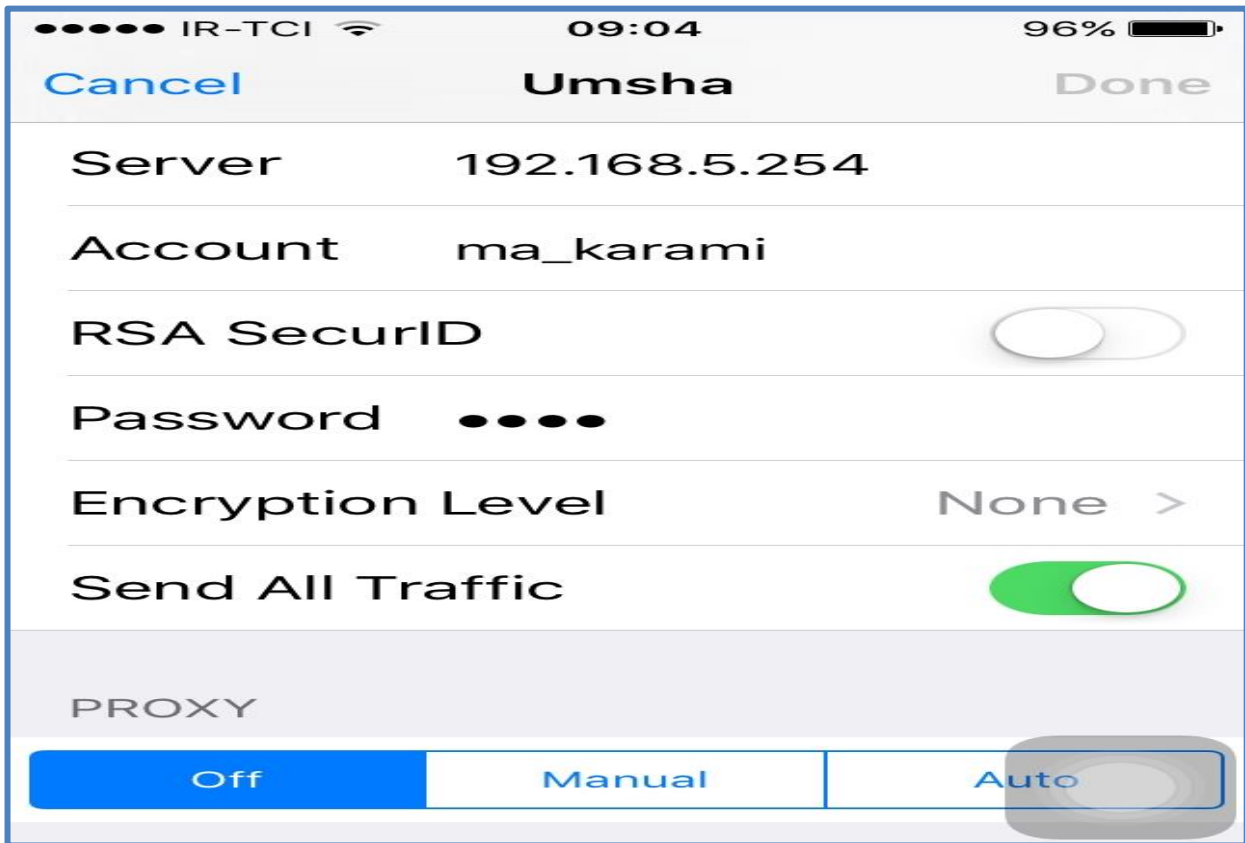 ●●●●● IR-TCI 09:04 96%
Cancel Umsha Done
Server 192.168.5.254
Account ma_karami
RSA SecurID
Password ●●●●
Encryption Level None >
Send All Traffic
PROXY
Off Manual Auto